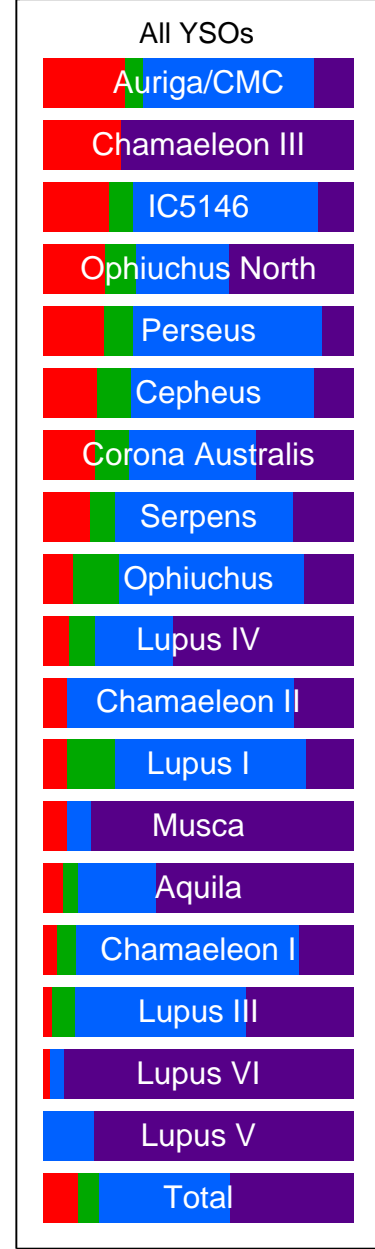 All YSOs
Auriga/CMC
Chamaeleon III
IC5146
Ophiuchus North
Perseus
Cepheus
Corona Australis
Serpens
Ophiuchus
Lupus IV
Chamaeleon II
Lupus I
Musca
Aquila
Chamaeleon I
Lupus III
Lupus VI
Lupus V
Total